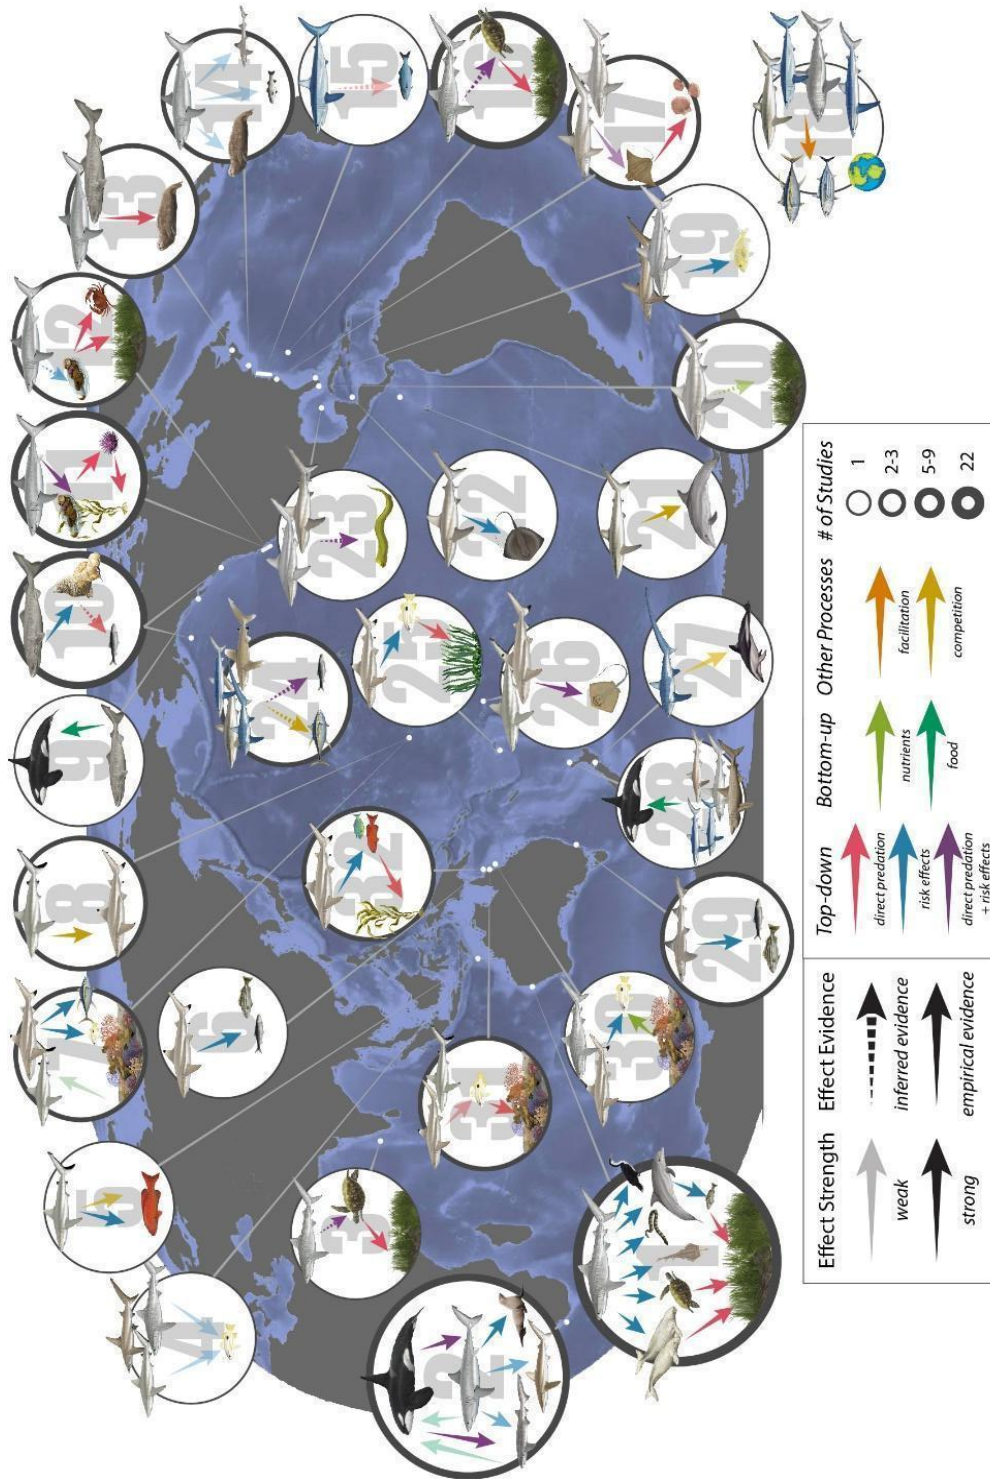 1
2
3
4
5
6
7
8
9
10
11
12
13
14
15
16
17
18
19
20
21
22
23
24
25
26
27
28
29
30
31
32
Effect Strength
weak
strong
Effect Evidence
inferred evidence
empirical evidence
Top-down
direct predation
risk effects
direct predation
+ risk effects
Bottom-up
nutrients
food
Other Processes
facilitation
competition
# of Studies
1
2-3
5-9
22